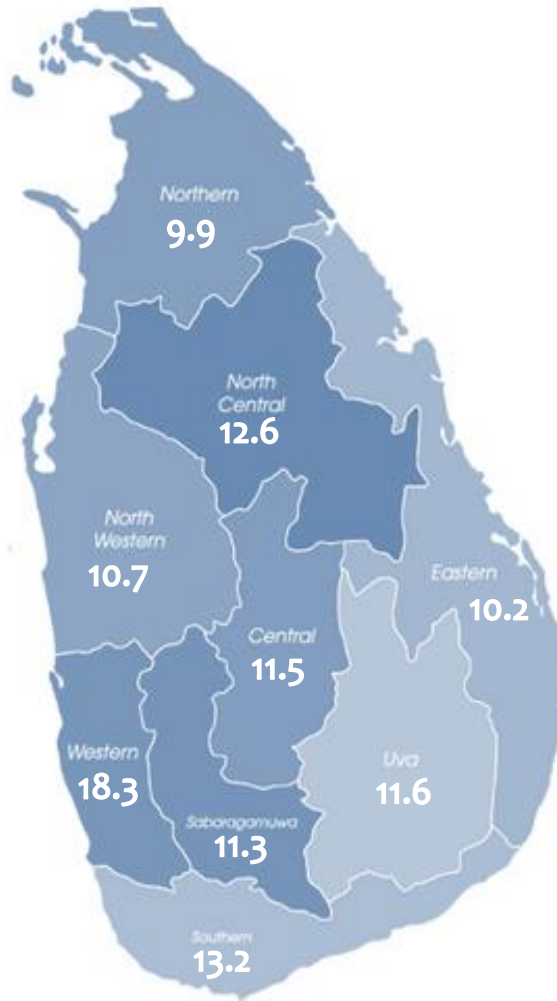 Northern
9.9
North
Central
12.6
North
Western
10.7
Eastern
10.2
Central
11.5
Western
18.3
Uva
11.6
Sabaragamuwa
11.3
Southern
13.2